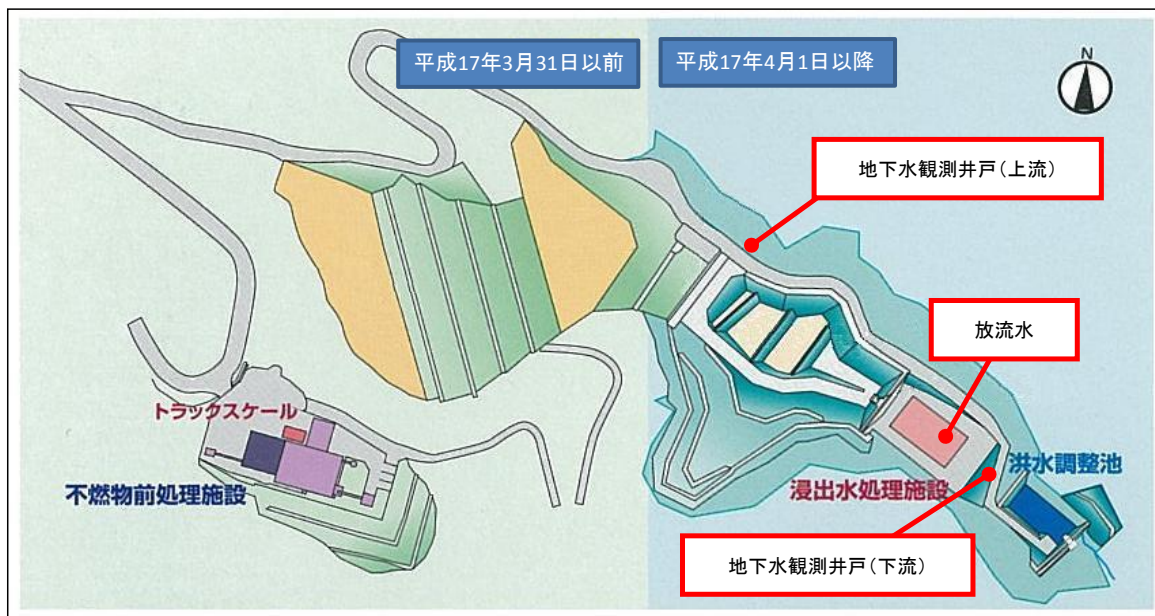 平成17年3月31日以前
平成17年4月1日以降
N
地下水観測井戸(上流)
放流水
トラックスケール
不燃物前処理施設
洪水調整池
浸出水処理施設
地下水観測井戸(下流)